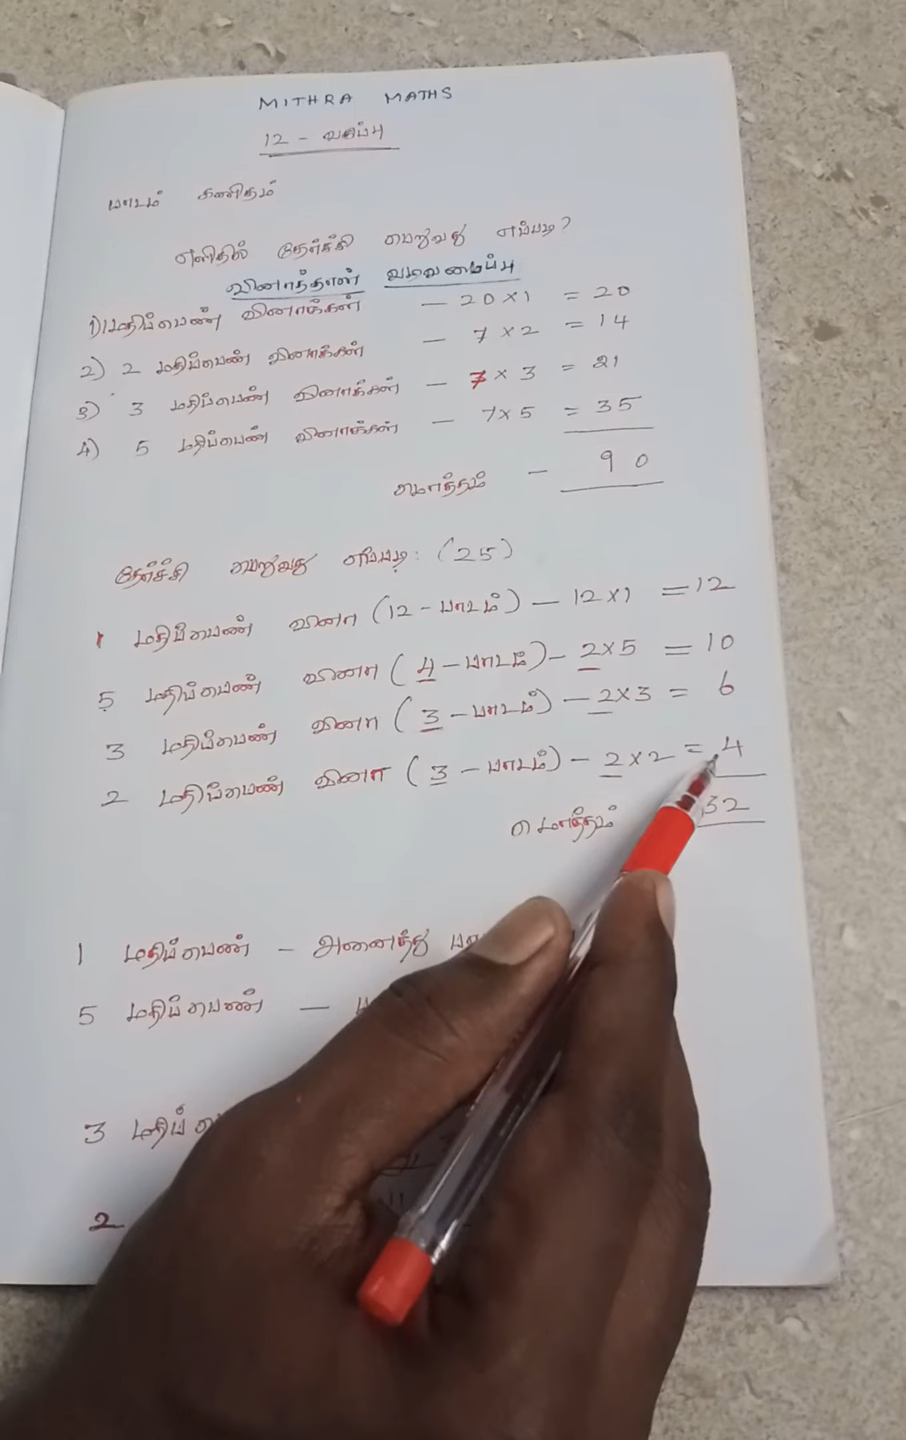 MITHRA MATHS
12 - வகுப்பு
பாடம் கணிதம்
எளிதில் தேர்ச்சி பெறுவது எப்படி?
வினாத்தாள் வடிவமைப்பு
1) 1 மதிப்பெண் வினாக்கள் - 20 × 1 = 20
2) 2 மதிப்பெண் வினாக்கள் - 7 × 2 = 14
3) 3 மதிப்பெண் வினாக்கள் - 7 × 3 = 21
4) 5 மதிப்பெண் வினாக்கள் - 7×5 = 35
மொத்தம் - 90
தேர்ச்சி பெறுவது எப்படி: (25)
1 மதிப்பெண் வினா (12 - பாடம்) - 12×1 = 12
5 மதிப்பெண் வினா (4 - பாடம்) - 2×5 = 10
3 மதிப்பெண் வினா (3 - பாடம்) - 2×3 = 6
2 மதிப்பெண் வினா (3 - பாடம்) - 2×2 = 4
மொத்தம் 32
1 மதிப்பெண் - அனைத்து
5 மதிப்பெண் -
3
2